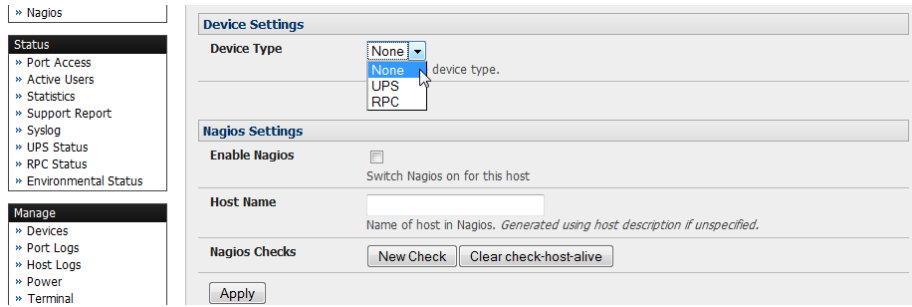 » Nagios
Status
» Port Access
» Active Users
» Statistics
» Support Report
» Syslog
» UPS Status
» RPC Status
» Environmental Status
Manage
» Devices
» Port Logs
» Host Logs
» Power
» Terminal
Device Settings
Device Type
None
None
device type.
UPS
RPC
Nagios Settings
Enable Nagios
Switch Nagios on for this host
Host Name
Name of host in Nagios. Generated using host description if unspecified.
Nagios Checks
New Check
Clear check-host-alive
Apply